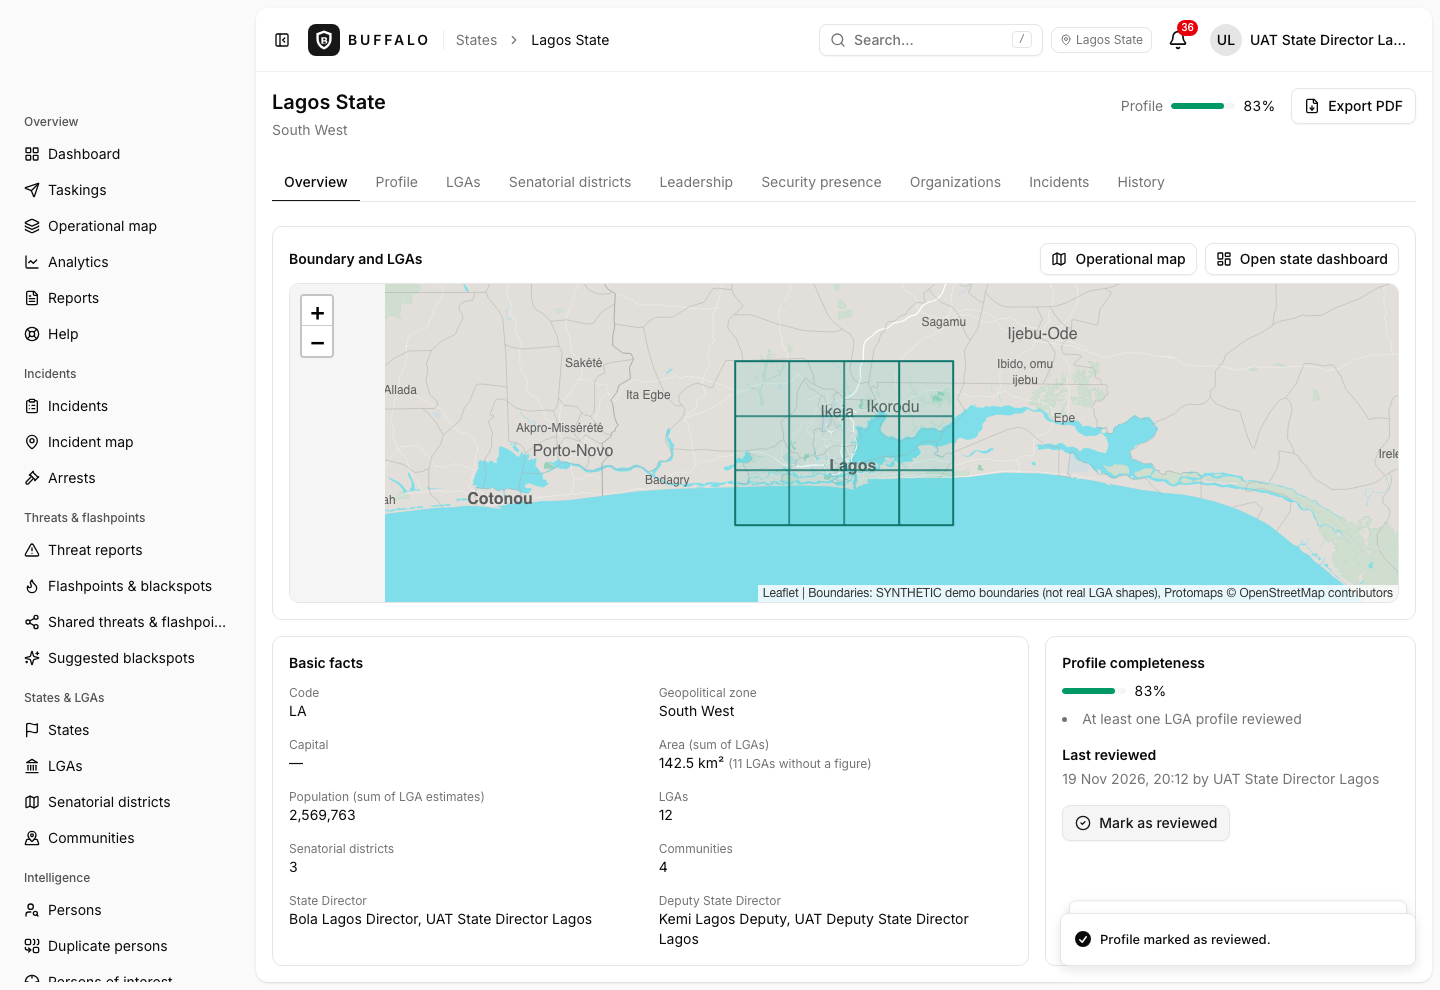 BUFFALO
States > Lagos State
Search...
/
Lagos State
36
UL
UAT State Director La...
Overview
Dashboard
Taskings
Operational map
Analytics
Reports
Help
Incidents
Incidents
Incident map
Arrests
Threats & flashpoints
Threat reports
Flashpoints & blackspots
Shared threats & flashpoi...
Suggested blackspots
States & LGAs
States
LGAs
Senatorial districts
Communities
Intelligence
Persons
Duplicate persons
Persons of interest
Lagos State
South West
Profile 83%
Export PDF
Overview Profile LGAs Senatorial districts Leadership Security presence Organizations Incidents History
Boundary and LGAs
Operational map
Open state dashboard
+
−
Sagamu
Ijebu-Ode
Sakété
Ibido, omu
ijebu
Allada
Ita Egbe
Ikeja
Ikorodu
Epe
Akpro-Missérété
Porto-Novo
Lagos
Irele
Badagry
Cotonou
ah
Leaflet | Boundaries: SYNTHETIC demo boundaries (not real LGA shapes), Protomaps © OpenStreetMap contributors
Basic facts
Code
LA
Geopolitical zone
South West
Capital
—
Area (sum of LGAs)
142.5 km² (11 LGAs without a figure)
Population (sum of LGA estimates)
2,569,763
LGAs
12
Senatorial districts
3
Communities
4
State Director
Bola Lagos Director, UAT State Director Lagos
Deputy State Director
Kemi Lagos Deputy, UAT Deputy State Director
Lagos
Profile completeness
83%
• At least one LGA profile reviewed
Last reviewed
19 Nov 2026, 20:12 by UAT State Director Lagos
Mark as reviewed
Profile marked as reviewed.